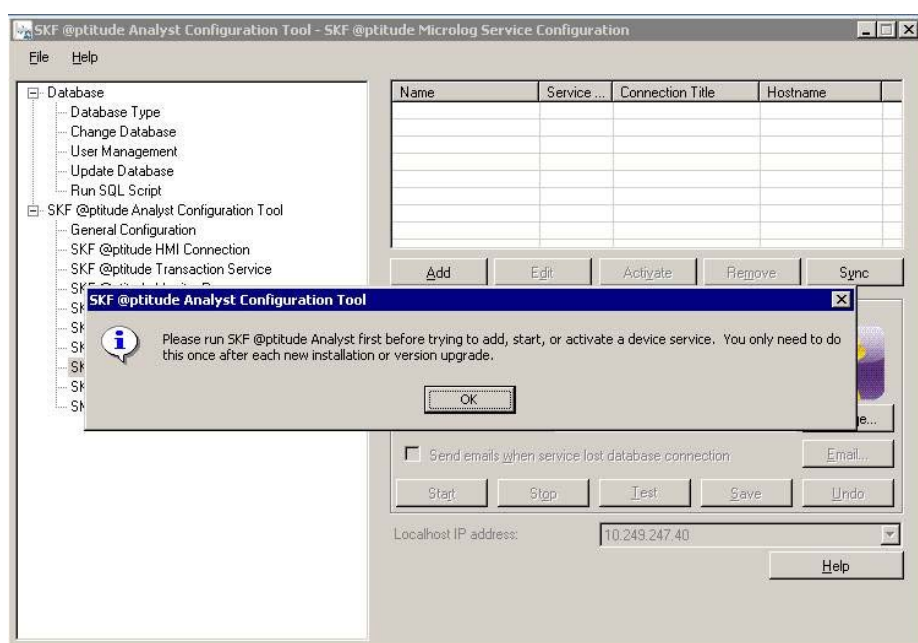 SKF @ptitude Analyst Configuration Tool - SKF @ptitude Microlog Service Configuration
File Help
Database
Database Type
Change Database
User Management
Update Database
Run SQL Script
SKF @ptitude Analyst Configuration Tool
General Configuration
SKF @ptitude HMI Connection
SKF @ptitude Transaction Service
Name Service ... Connection Title Hostname
Add Edit Activate Remove Sync
SKF @ptitude Analyst Configuration Tool
Please run SKF @ptitude Analyst first before trying to add, start, or activate a device service. You only need to do
this once after each new installation or version upgrade.
OK
Send emails when service lost database connection
Email...
Start Stop Test Save Undo
Localhost IP address: 10.249.247.40
Help